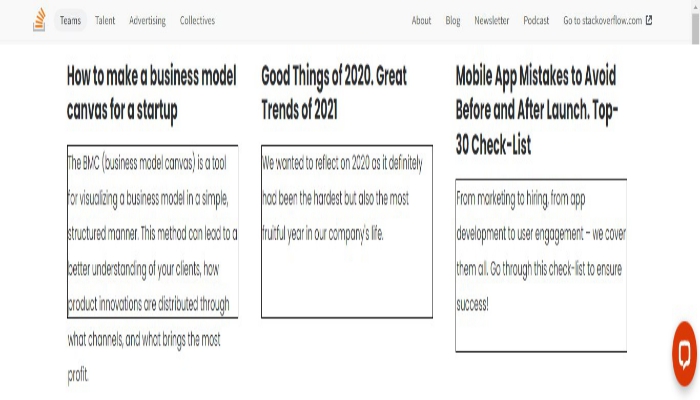 Teams Talent Advertising Collectives About Blog Newsletter Podcast Go to stackoverflow.com
How to make a business model
canvas for a startup
The BMC (business model canvas) is a tool
for visualizing a business model in a simple,
structured manner. This method can lead to a
better understanding of your clients, how
product innovations are distributed through
what channels, and what brings the most
profit.
Good Things of 2020. Great
Trends of 2021
We wanted to reflect on 2020 as it definitely
had been the hardest but also the most
fruitful year in our company's life.
Mobile App Mistakes to Avoid
Before and After Launch. Top-
30 Check-List
From marketing to hiring, from app
development to user engagement – we cover
them all. Go through this check-list to ensure
success!